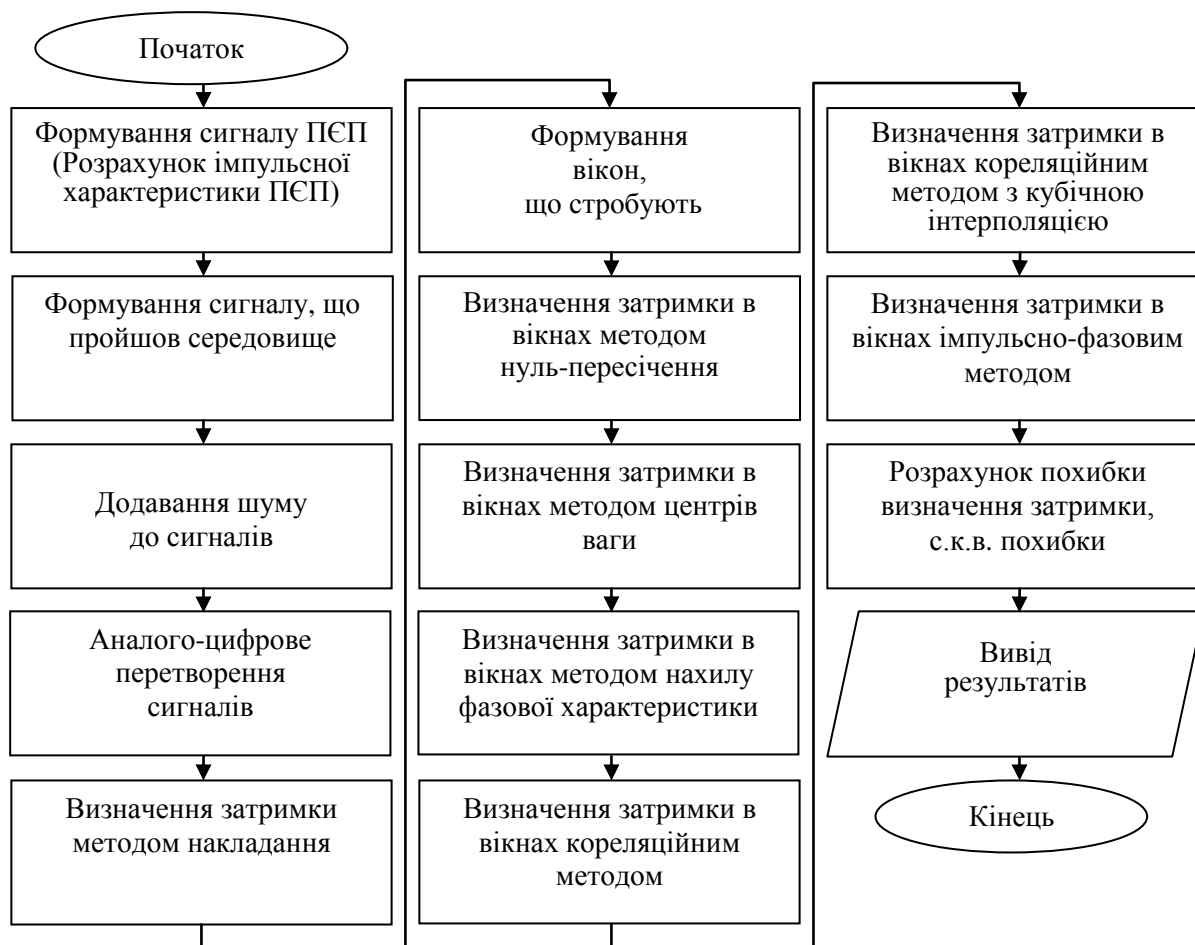 Початок
Формування сигналу ПЄП
(Розрахунок імпульсної
характеристики ПЄП)
Формування сигналу, що
пройшов середовище
Додавання шуму
до сигналів
Аналого-цифрове
перетворення
сигналів
Визначення затримки
методом накладання
Формування
вікон,
що стробують
Визначення затримки в
вікнах методом
нуль-пересічення
Визначення затримки в
вікнах методом центрів
ваги
Визначення затримки в
вікнах методом нахилу
фазової характеристики
Визначення затримки в
вікнах кореляційним
методом
Визначення затримки в
вікнах кореляційним
методом з кубічною
інтерполяцією
Визначення затримки в
вікнах імпульсно-фазовим
методом
Розрахунок похибки
визначення затримки,
с.к.в. похибки
Вивід
результатів
Кінець